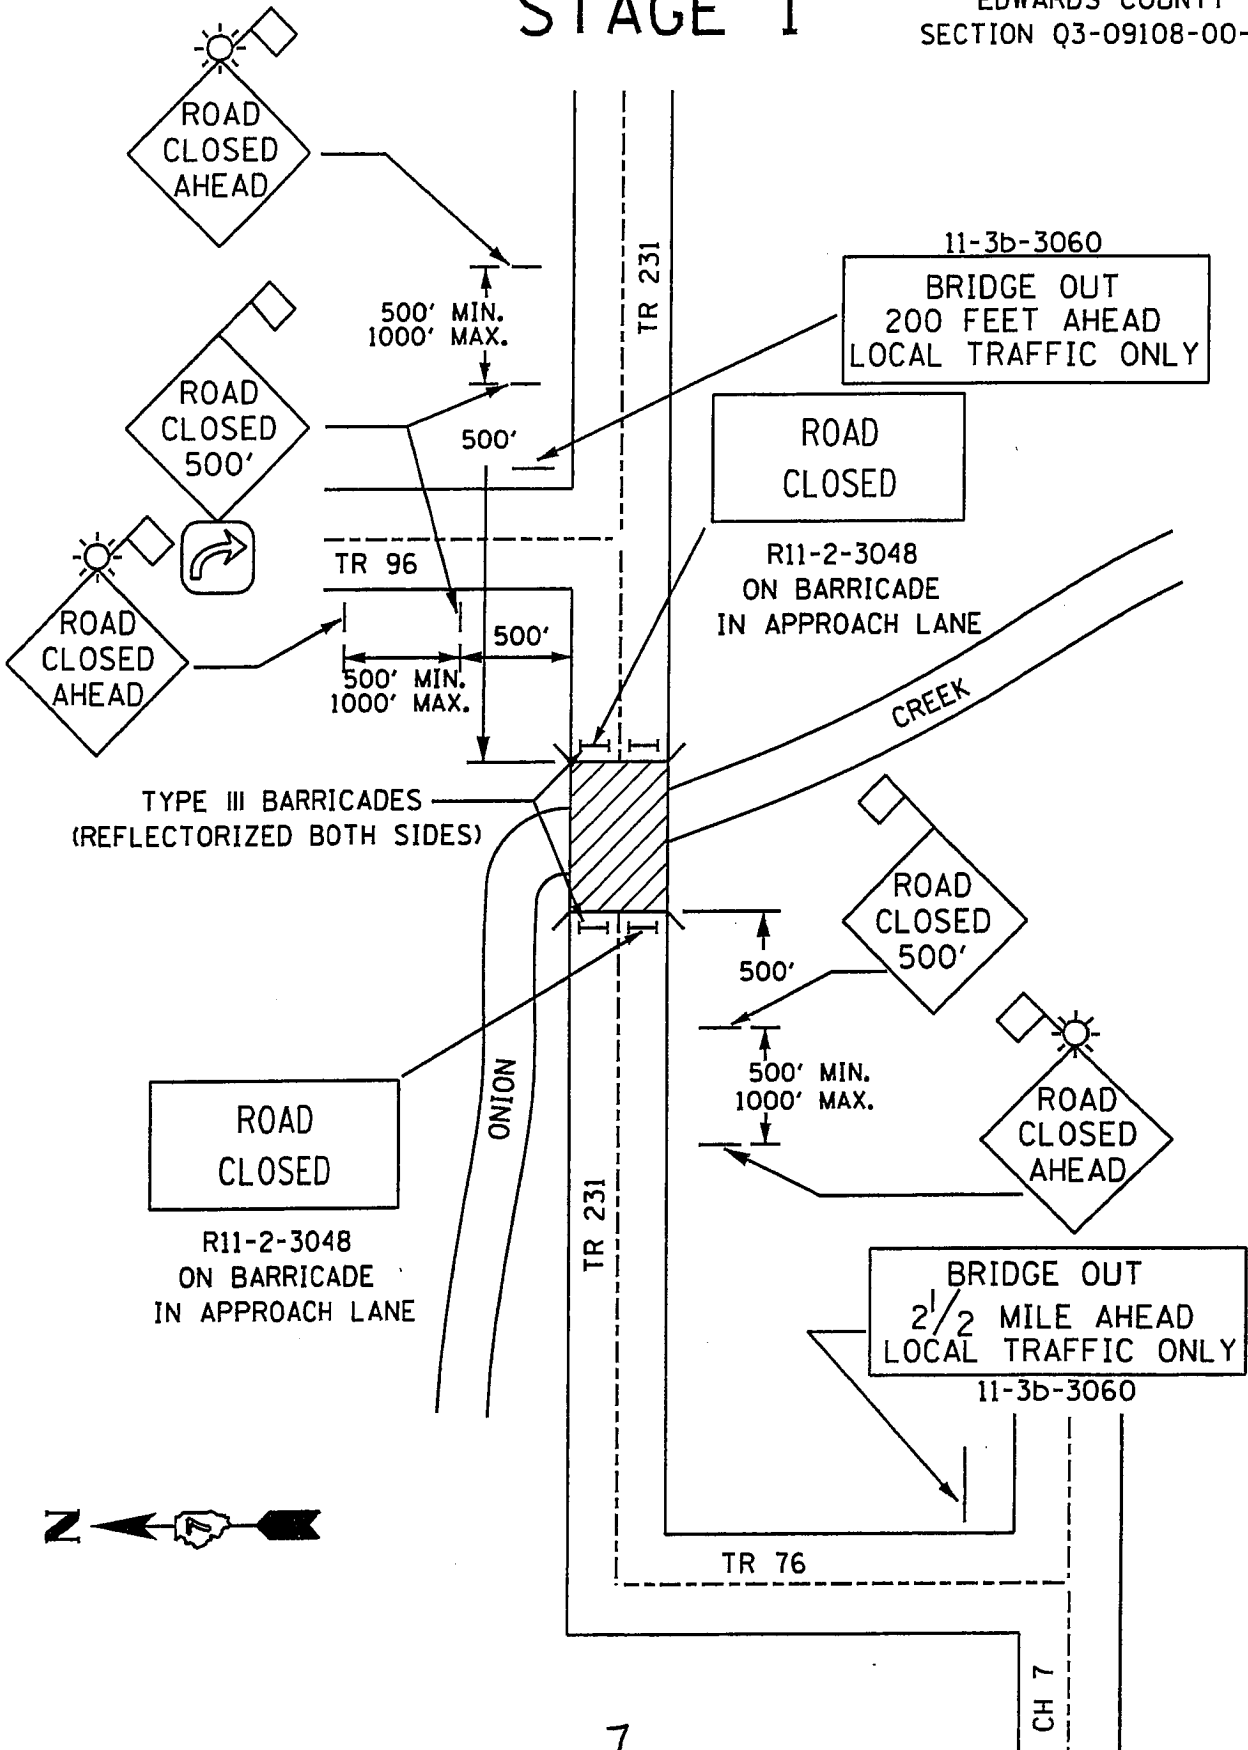 STAGE I
EDWARDS COUNTY
SECTION Q3-09108-00-
ROAD
CLOSED
AHEAD
TR 231
11-3b-3060
BRIDGE OUT
200 FEET AHEAD
LOCAL TRAFFIC ONLY
500' MIN.
1000' MAX.
ROAD
CLOSED
500'
500'
ROAD
CLOSED
R11-2-3048
ON BARRICADE
IN APPROACH LANE
TR 96
ROAD
CLOSED
AHEAD
500'
500' MIN.
1000' MAX.
CREEK
TYPE III BARRICADES
(REFLECTORIZED BOTH SIDES)
ROAD
CLOSED
500'
500'
500' MIN.
1000' MAX.
ROAD
CLOSED
AHEAD
ONION
ROAD
CLOSED
R11-2-3048
ON BARRICADE
IN APPROACH LANE
TR 231
BRIDGE OUT
2 1/2 MILE AHEAD
LOCAL TRAFFIC ONLY
11-3b-3060
N
TR 76
CH 7
7